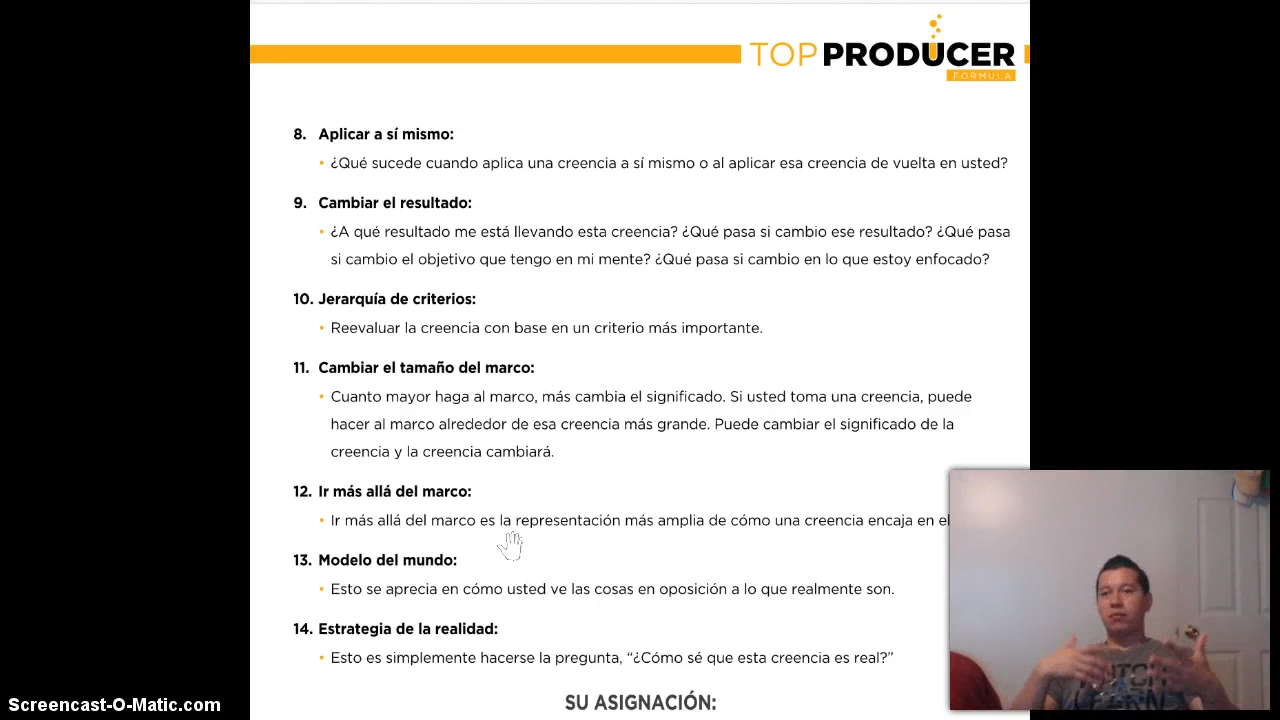 TOP PRODUCER
FORMULA
8. Aplicar a sí mismo:
• ¿Qué sucede cuando aplica una creencia a sí mismo o al aplicar esa creencia de vuelta en usted?
9. Cambiar el resultado:
• ¿A qué resultado me está llevando esta creencia? ¿Qué pasa si cambio ese resultado? ¿Qué pasa
si cambio el objetivo que tengo en mi mente? ¿Qué pasa si cambio en lo que estoy enfocado?
10. Jerarquía de criterios:
• Reevaluar la creencia con base en un criterio más importante.
11. Cambiar el tamaño del marco:
• Cuanto mayor haga al marco, más cambia el significado. Si usted toma una creencia, puede
hacer al marco alrededor de esa creencia más grande. Puede cambiar el significado de la
creencia y la creencia cambiará.
12. Ir más allá del marco:
• Ir más allá del marco es la representación más amplia de cómo una creencia encaja en el
13. Modelo del mundo:
• Esto se aprecia en cómo usted ve las cosas en oposición a lo que realmente son.
14. Estrategia de la realidad:
• Esto es simplemente hacerse la pregunta, “¿Cómo sé que esta creencia es real?”
SU ASIGNACIÓN:
Screencast-O-Matic.com